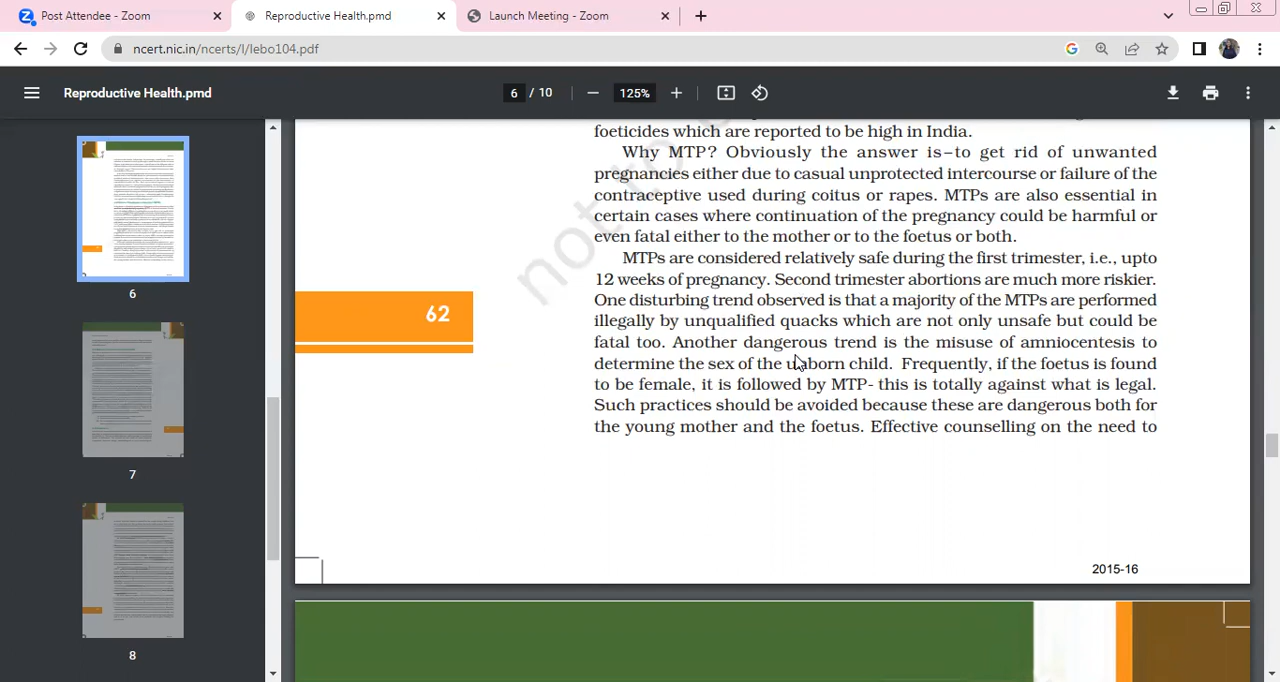 Post Attendee - Zoom
Reproductive Health.pmd
Launch Meeting - Zoom
ncert.nic.in/ncerts/l/lebo104.pdf
Reproductive Health.pmd
6 / 10
125%
foeticides which are reported to be high in India.
Why MTP? Obviously the answer is–to get rid of unwanted
pregnancies either due to casual unprotected intercourse or failure of the
contraceptive used during coitus or rapes. MTPs are also essential in
certain cases where continuation of the pregnancy could be harmful or
even fatal either to the mother or to the foetus or both.
MTPs are considered relatively safe during the first trimester, i.e., upto
12 weeks of pregnancy. Second trimester abortions are much more riskier.
One disturbing trend observed is that a majority of the MTPs are performed
illegally by unqualified quacks which are not only unsafe but could be
fatal too. Another dangerous trend is the misuse of amniocentesis to
determine the sex of the unborn child. Frequently, if the foetus is found
to be female, it is followed by MTP- this is totally against what is legal.
Such practices should be avoided because these are dangerous both for
the young mother and the foetus. Effective counselling on the need to
62
not to
2015-16
6
7
8